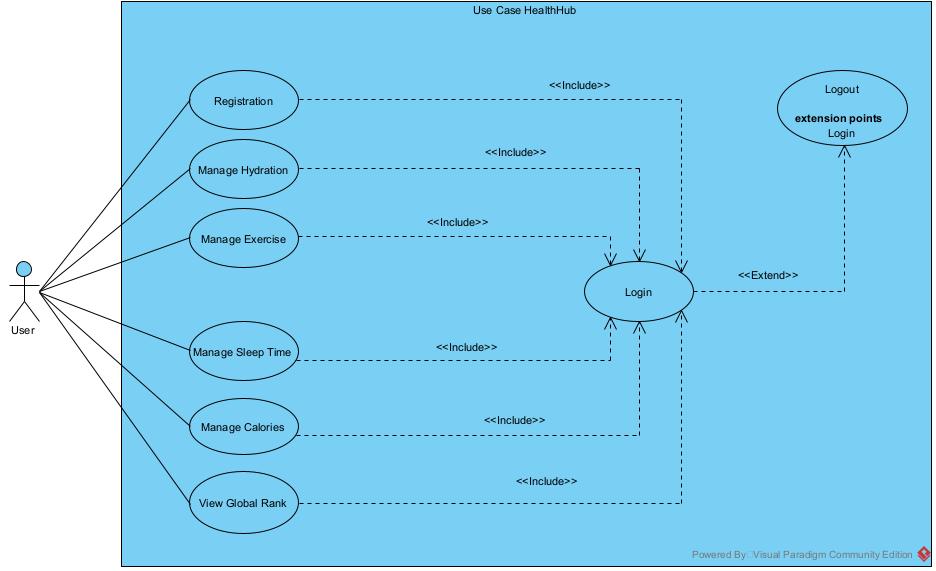 Use Case HealthHub
Registration
<<Include>>
Logout
extension points
Login
Manage Hydration
<<Include>>
Manage Exercise
<<Include>>
User
Login
<<Extend>>
Manage Sleep Time
<<Include>>
Manage Calories
<<Include>>
View Global Rank
<<Include>>
Powered By Visual Paradigm Community Edition